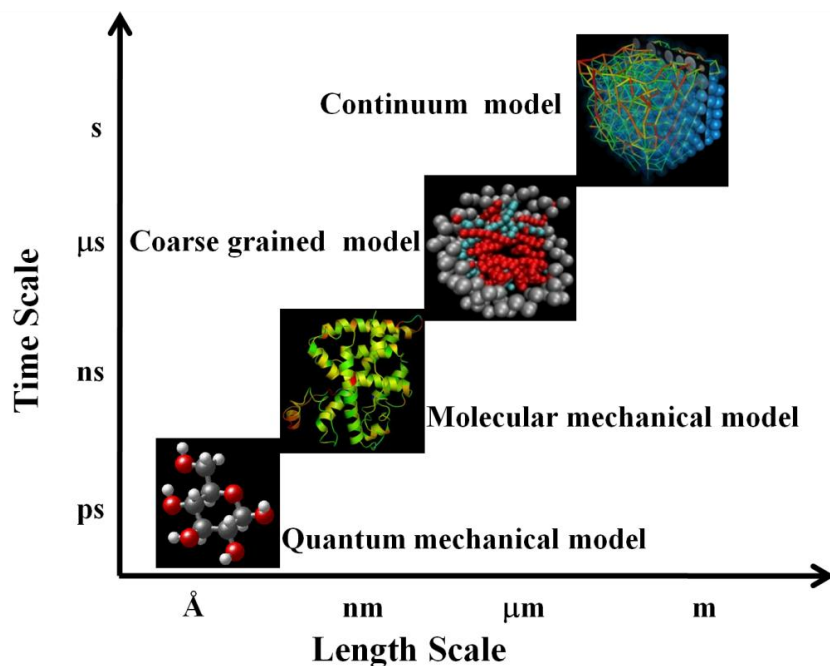 Continuum model
s
μs
Coarse grained model
Time Scale
ns
Molecular mechanical model
ps
Quantum mechanical model
Å nm μm m
Length Scale